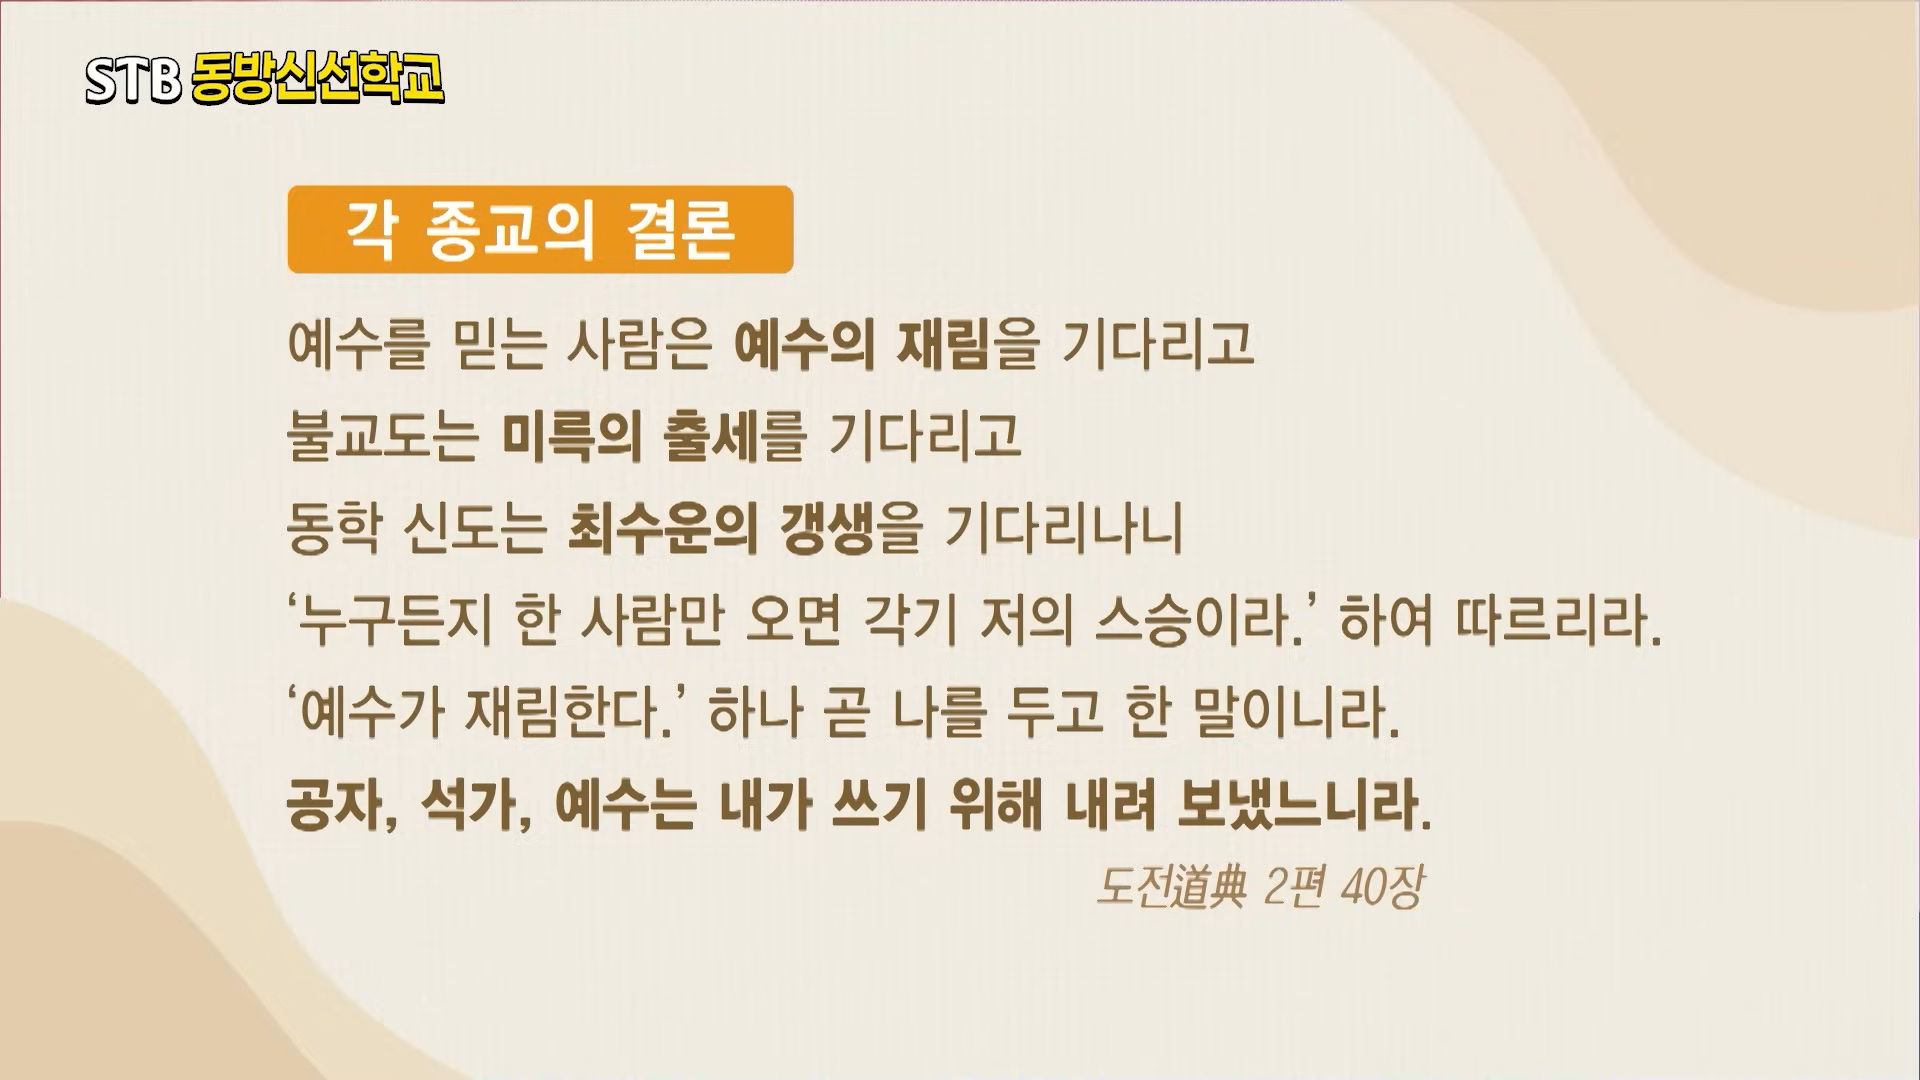 STB 동방신선학교
각 종교의 결론
예수를 믿는 사람은 예수의 재림을 기다리고
불교도는 미륵의 출세를 기다리고
동학 신도는 최수운의 갱생을 기다리나니
‘누구든지 한 사람만 오면 각기 저의 스승이라.’ 하여 따르리라.
‘예수가 재림한다.’ 하나 곧 나를 두고 한 말이니라.
공자, 석가, 예수는 내가 쓰기 위해 내려 보냈느니라.
도전道典 2편 40장